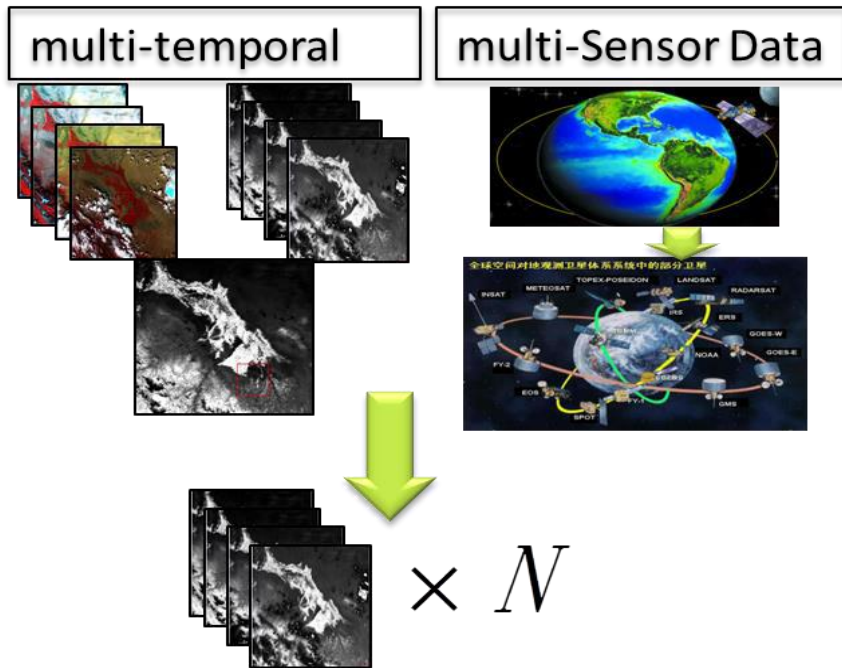 multi-temporal
multi-Sensor Data
全球空间对地观测卫星体系系统中的部分卫星
TOPEX-POSEIDON
LANDSAT
METEOSAT
RADARSAT
INSAT
IRS
ERS
GOES-W
TRMM
NOAA
GOES-E
FY-2
EOS
FY-1
GMS
SPOT
× N